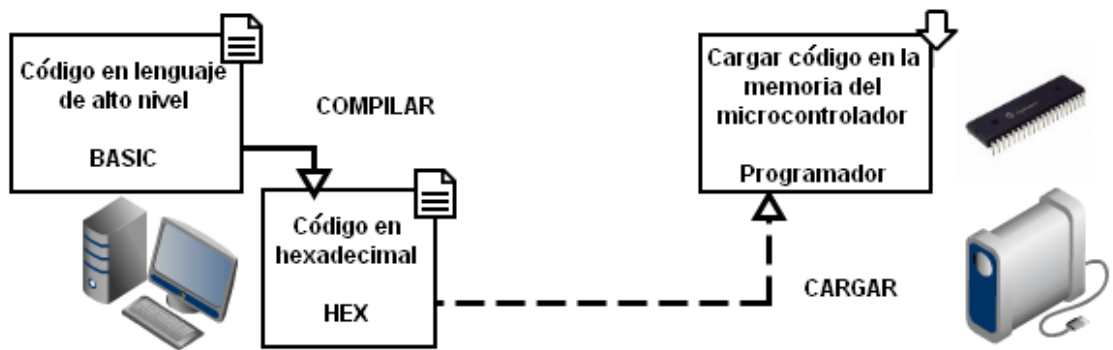 Código en lenguaje
de alto nivel
BASIC
COMPILAR
Código en
hexadecimal
HEX
Cargar código en la
memoria del
microcontrolador
Programador
CARGAR